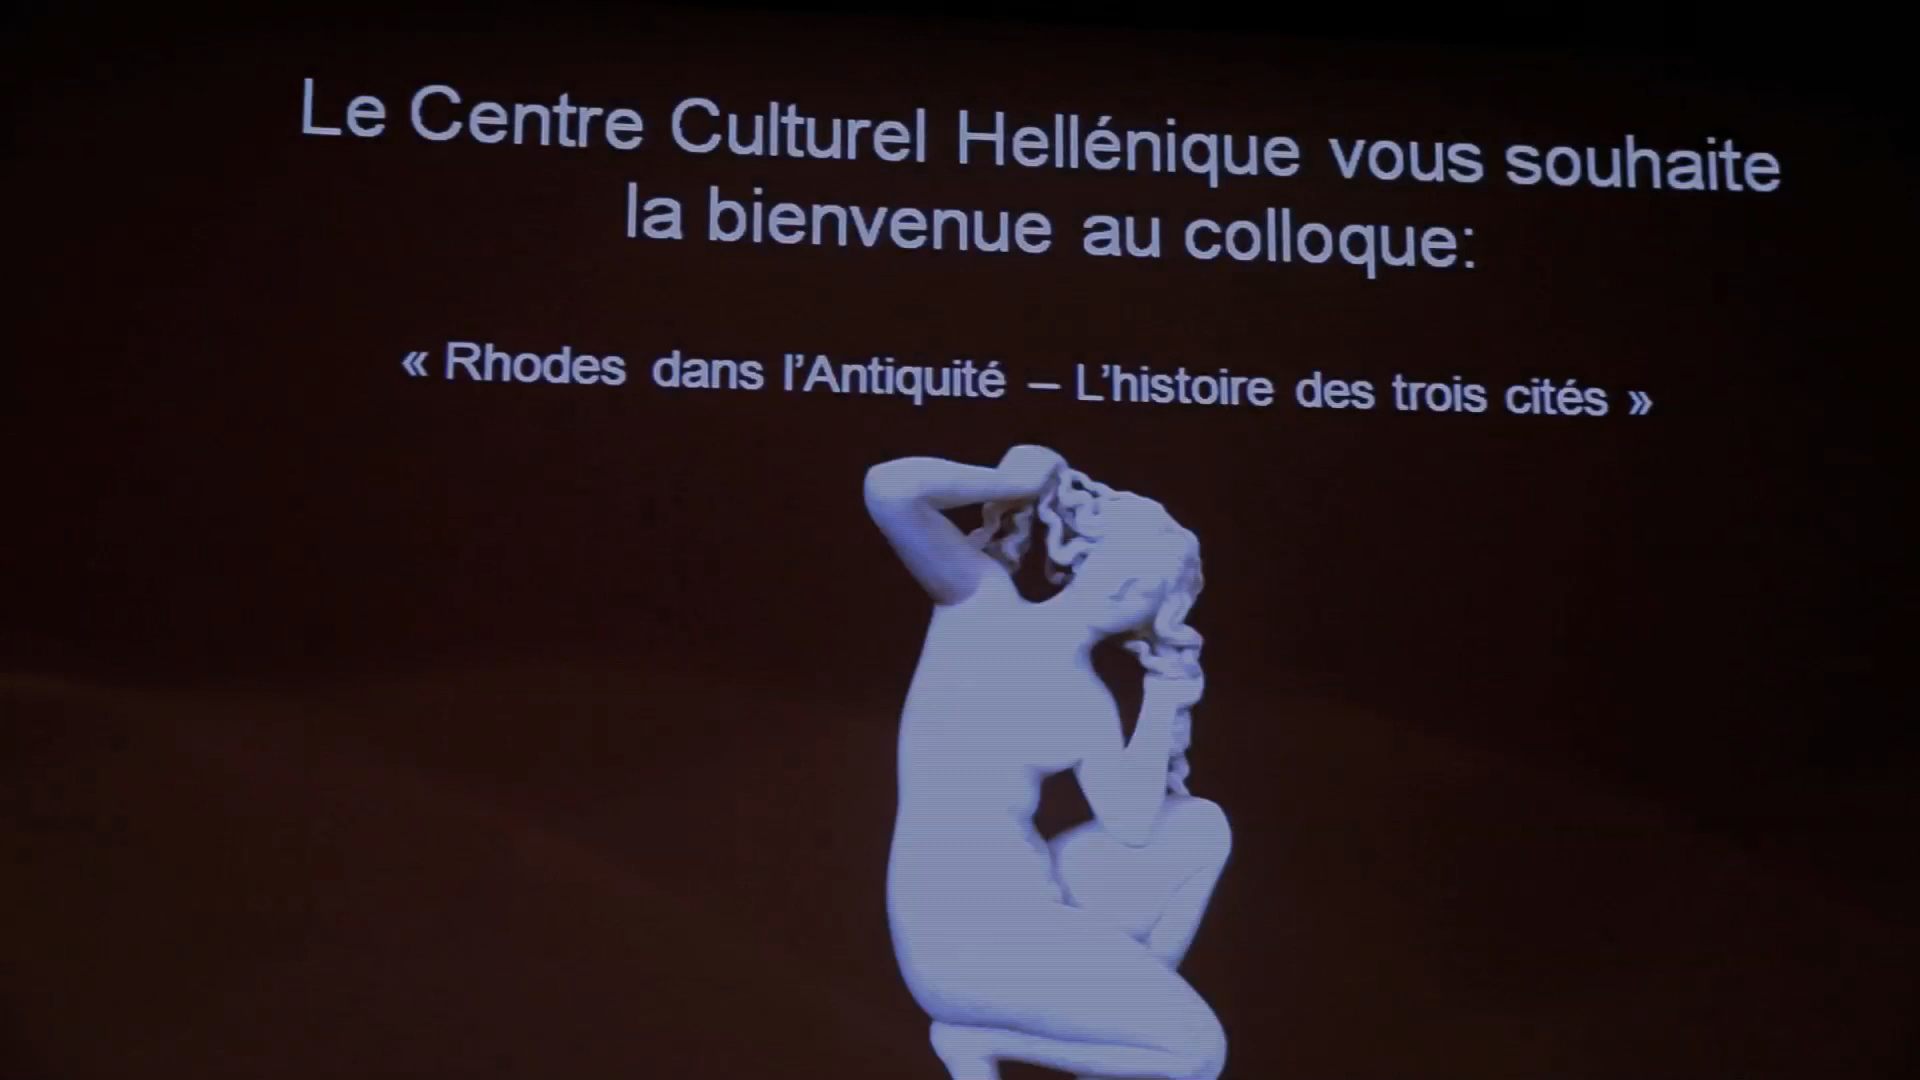 Le Centre Culturel Hellénique vous souhaite
la bienvenue au colloque:
« Rhodes dans l’Antiquité – L’histoire des trois cités »